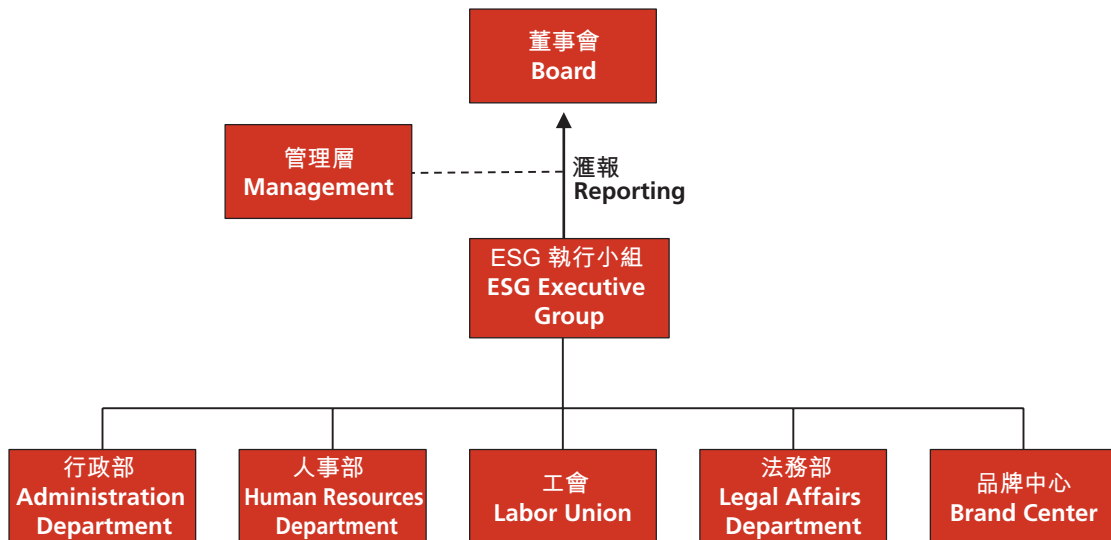 董事會
Board
管理層
Management
滙報
Reporting
ESG 執行小組
ESG Executive
Group
行政部
Administration
Department
人事部
Human Resources
Department
工會
Labor Union
法務部
Legal Affairs
Department
品牌中心
Brand Center